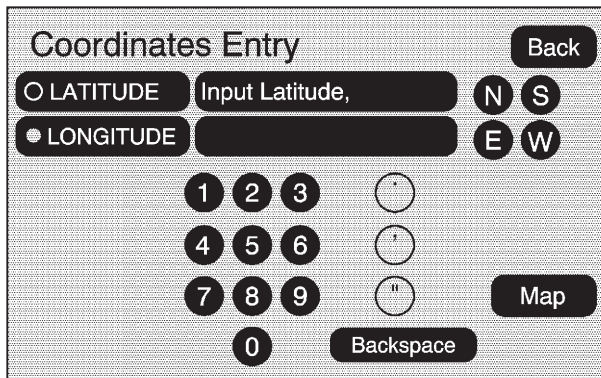 Coordinates Entry Back
LATITUDE Input Latitude, N S
LONGITUDE E W
1 2 3 °
4 5 6 '
7 8 9 " Map
0 Backspace